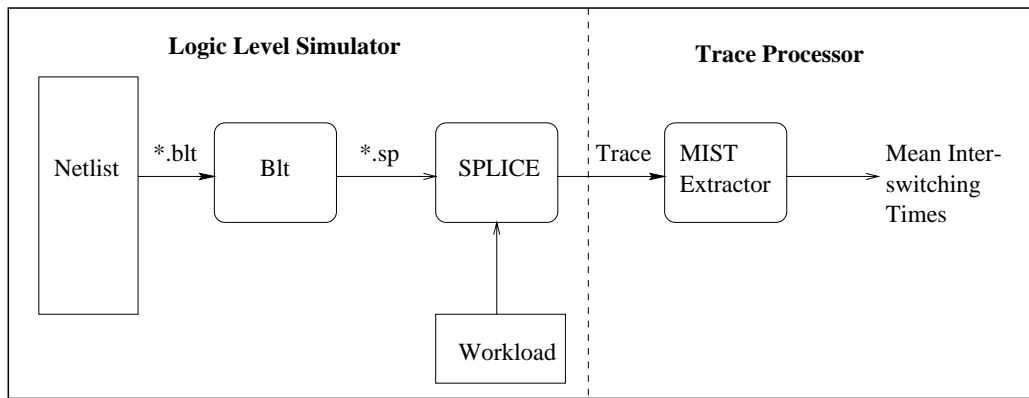 Logic Level Simulator
Trace Processor
Netlist
*.blt
Blt
*.sp
SPLICE
Trace
MIST
Extractor
Mean Inter-
switching
Times
Workload